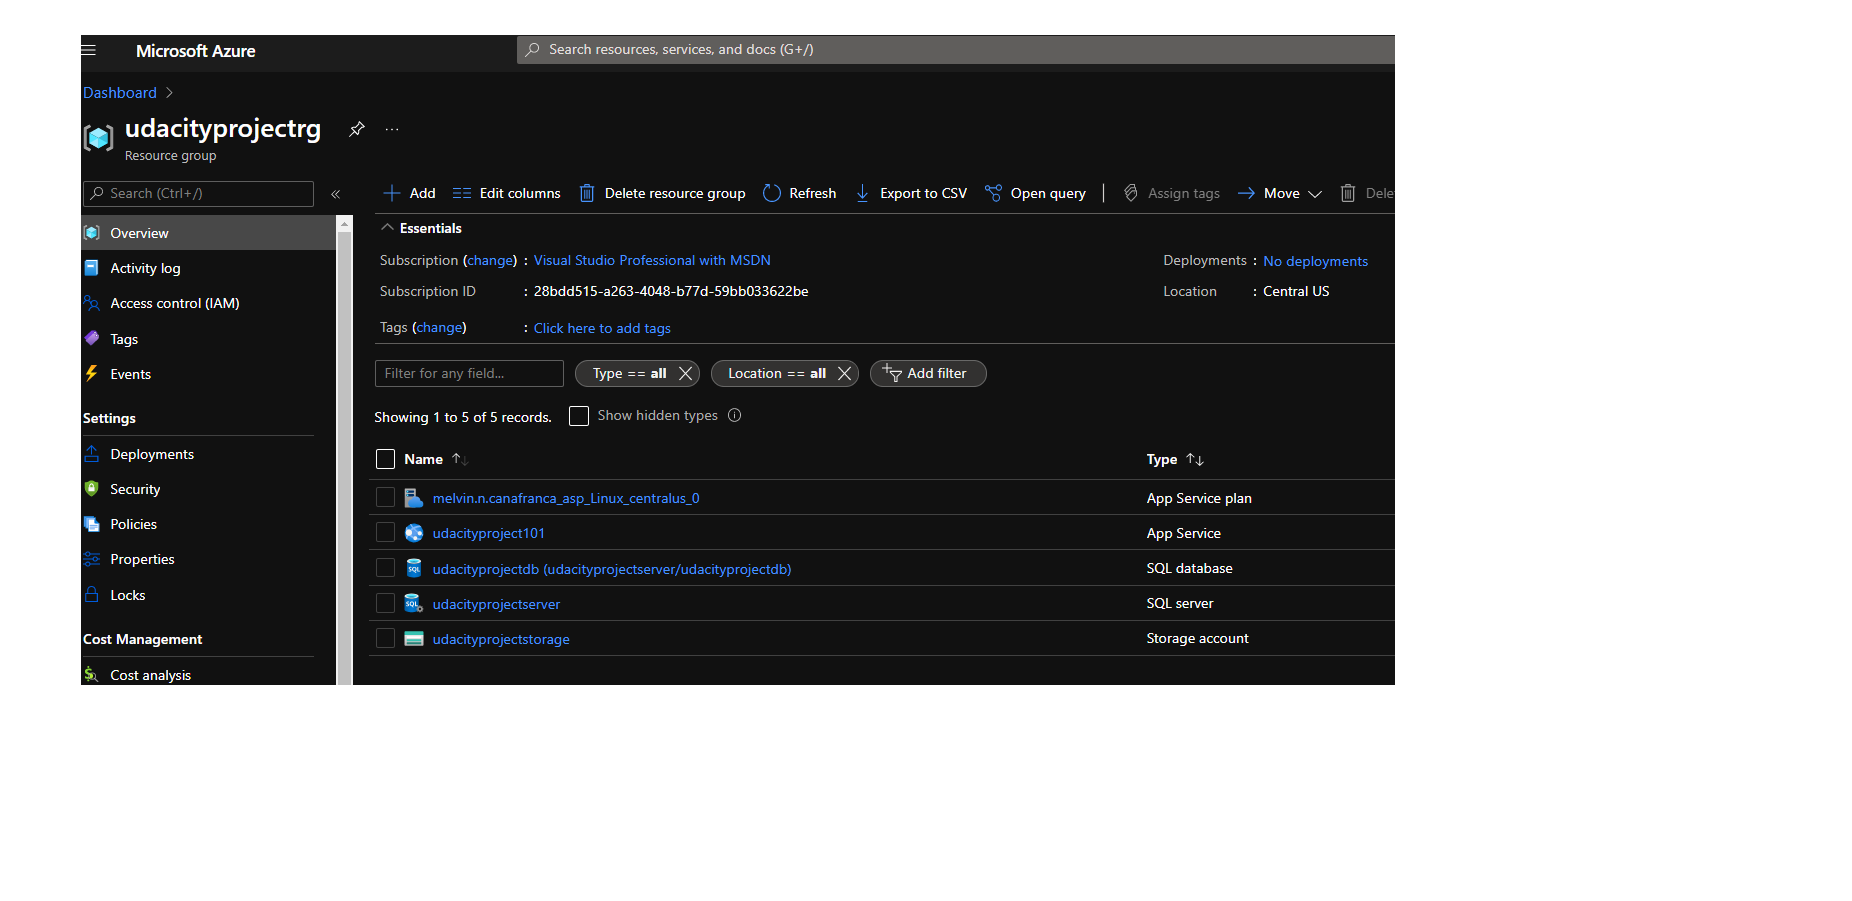 Microsoft Azure
Search resources, services, and docs (G+/)
Dashboard >
udacityprojectrg
Resource group
Search (Ctrl+/)
«
Add
Edit columns
Delete resource group
Refresh
Export to CSV
Open query
Assign tags
Move
Dele
Overview
Activity log
Access control (IAM)
Tags
Events
Settings
Deployments
Security
Policies
Properties
Locks
Cost Management
Cost analysis
Essentials
Subscription (change) : Visual Studio Professional with MSDN
Deployments : No deployments
Subscription ID : 28bdd515-a263-4048-b77d-59bb033622be
Location : Central US
Tags (change) : Click here to add tags
Filter for any field...
Type == all
Location == all
Add filter
Showing 1 to 5 of 5 records.
Show hidden types
Name ↑↓ Type ↑↓
melvin.n.canafranca_asp_Linux_centralus_0 App Service plan
udacityproject101 App Service
udacityprojectdb (udacityprojectserver/udacityprojectdb) SQL database
udacityprojectserver SQL server
udacityprojectstorage Storage account